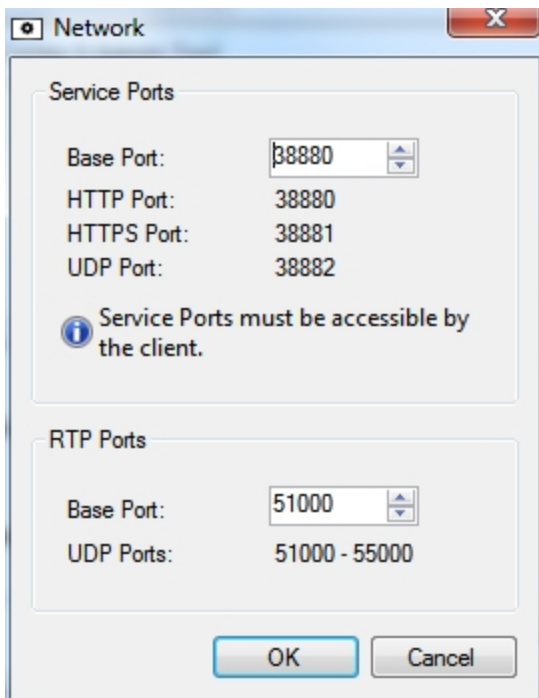 Network
Service Ports
Base Port: 38880
HTTP Port: 38880
HTTPS Port: 38881
UDP Port: 38882
Service Ports must be accessible by
the client.
RTP Ports
Base Port: 51000
UDP Ports: 51000 - 55000
OK Cancel